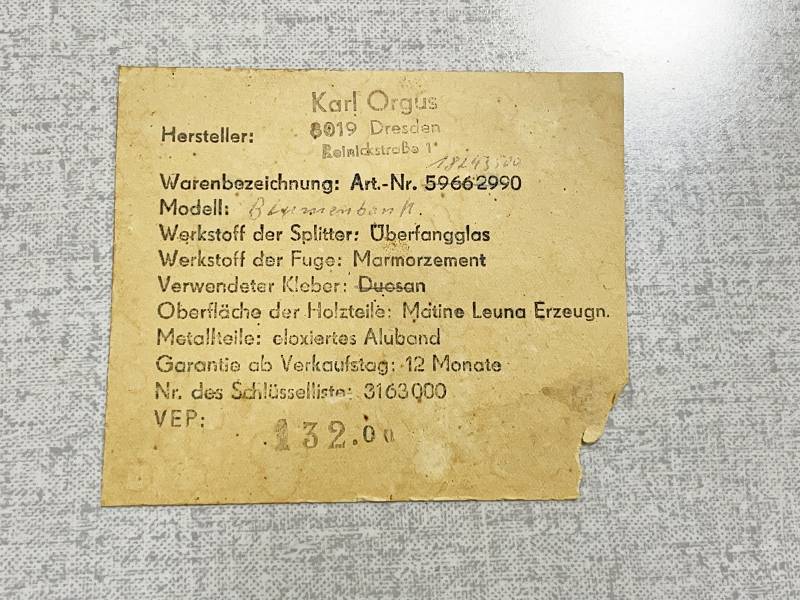 Karl Orgus
Hersteller: 8019 Dresden
Reinickstraße 1
18243500
Warenbezeichnung: Art.-Nr. 59662990
Modell: Blumenbank.
Werkstoff der Splitter: Überfangglas
Werkstoff der Fuge: Marmorzement
Verwendeter Kleber: Duosan
Oberfläche der Holzteile: Matine Leuna Erzeugn.
Metallteile: eloxiertes Aluband
Garantie ab Verkaufstag: 12 Monate
Nr. des Schlüsselliste: 3163000
VEP: 132.00